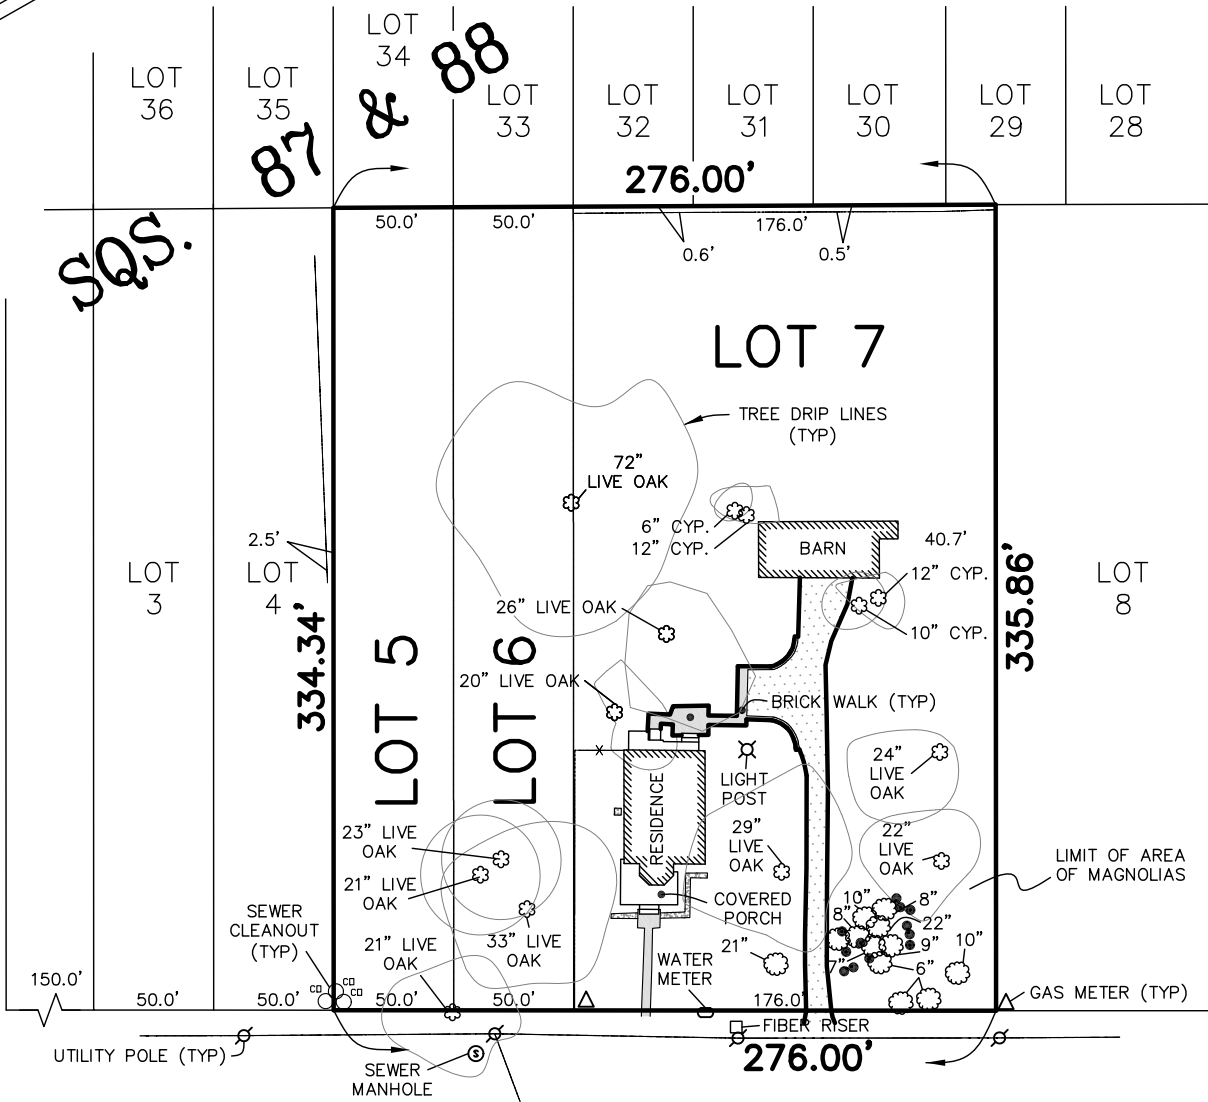 LOT
34
LOT
36
LOT
35
LOT
33
LOT
32
LOT
31
LOT
30
LOT
29
LOT
28
SQS. 87 & 88
276.00'
50.0'
50.0'
176.0'
0.6'
0.5'
LOT 7
TREE DRIP LINES
(TYP)
72"
LIVE OAK
6" CYP.
12" CYP.
BARN
40.7'
12" CYP.
10" CYP.
2.5'
LOT
3
LOT
4
LOT
8
334.34'
335.86'
26" LIVE OAK
20" LIVE OAK
LOT 5
LOT 6
BRICK WALK (TYP)
X
LIGHT
POST
RESIDENCE
24"
LIVE
OAK
23" LIVE
OAK
21" LIVE
OAK
29"
LIVE
OAK
22"
LIVE
OAK
LIMIT OF AREA
OF MAGNOLIAS
COVERED
PORCH
10"
8"
8"
22"
9"
10"
7"
6"
SEWER
CLEANOUT
(TYP)
21" LIVE
OAK
33" LIVE
OAK
WATER
METER
21"
150.0'
50.0'
50.0'
CO
CO
CO
50.0'
50.0'
176.0'
GAS METER (TYP)
FIBER RISER
276.00'
UTILITY POLE (TYP)
S
SEWER
MANHOLE